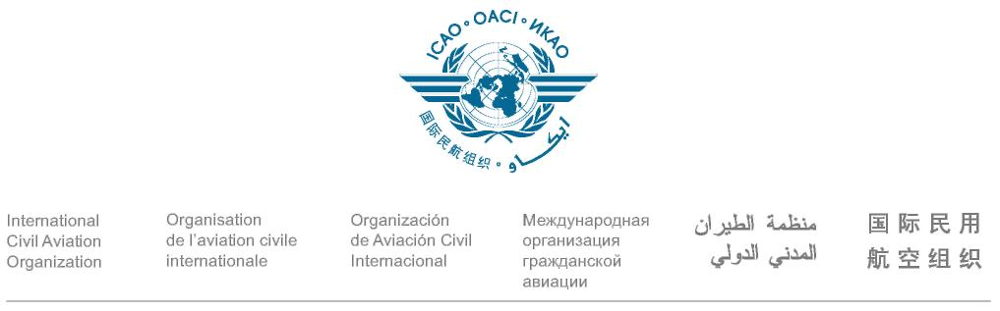 ICAO · OACI · ИКАО
国际民航组织 · ايكاو
International
Civil Aviation
Organization
Organisation
de l’aviation civile
internationale
Organización
de Aviación Civil
Internacional
Международная
организация
гражданской
авиации
منظمة الطيران
المدني الدولي
国际民用
航空组织